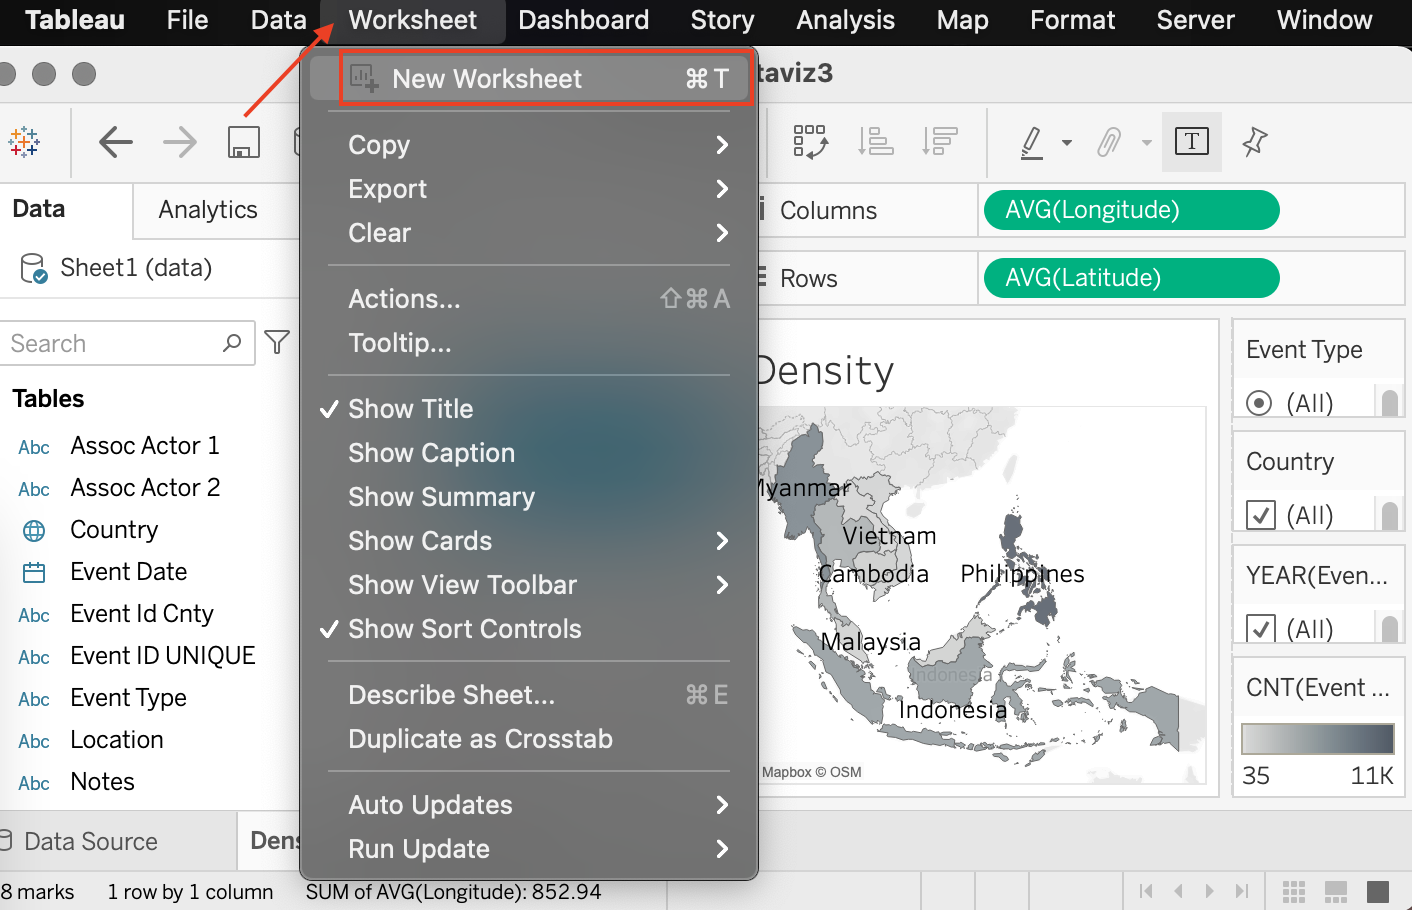 Tableau File Data Worksheet Dashboard Story Analysis Map Format Server Window
New Worksheet ⌘ T
taviz3
Copy
Export
Clear
Actions... ⇧⌘ A
Tooltip...
Show Title
Show Caption
Show Summary
Show Cards
Show View Toolbar
Show Sort Controls
Describe Sheet... ⌘ E
Duplicate as Crosstab
Auto Updates
Run Update
Data Analytics
Sheet1 (data)
Search
Tables
Abc Assoc Actor 1
Abc Assoc Actor 2
Country
Event Date
Abc Event Id Cnty
Abc Event ID UNIQUE
Abc Event Type
Abc Location
Abc Notes
T
Columns AVG(Longitude)
Rows AVG(Latitude)
Density
Myanmar
Vietnam
Cambodia Philippines
Malaysia
Indonesia
Indonesia
Mapbox © OSM
Event Type
(All)
Country
(All)
YEAR(Even...
(All)
CNT(Event ...
35 11K
Data Source Dens
8 marks 1 row by 1 column SUM of AVG(Longitude): 852.94